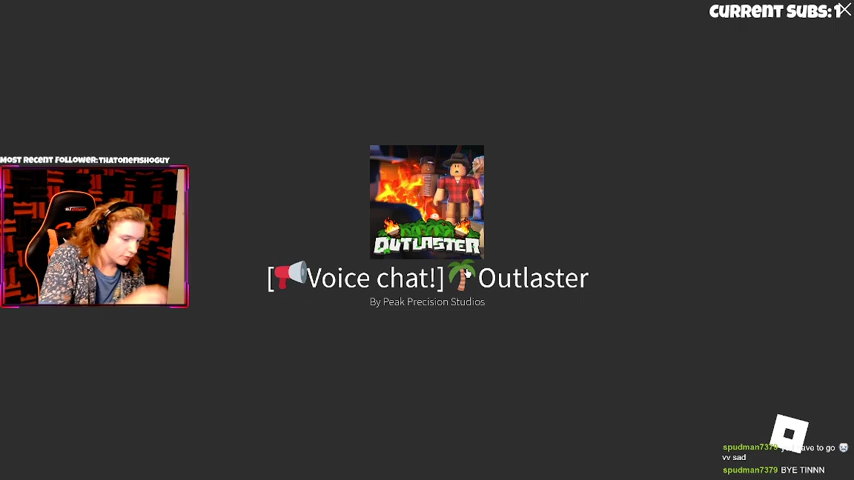 CURRENT SUBS: 1
MOST RECENT FOLLOWER: THATONEFISHOGUY
OUTLASTER
[📢Voice chat!]🌴Outlaster
By Peak Precision Studios
spudman7379 have to go 😭
vv sad
spudman7379 BYE TINNN